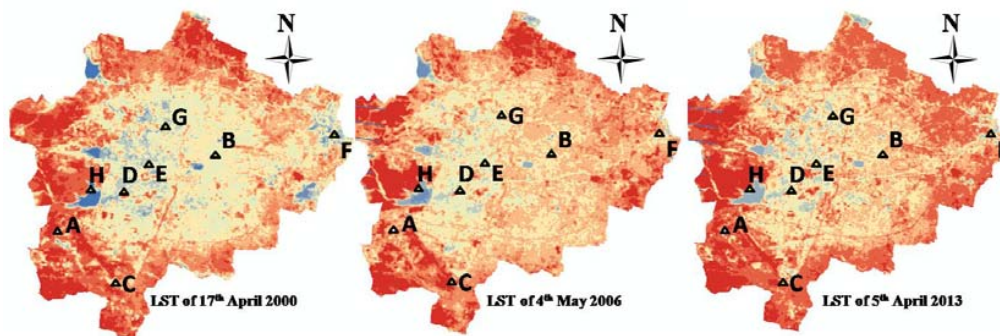 N
G
B
F
H
D
E
A
C
LST of 17th April 2000
N
G
B
F
H
D
E
A
C
LST of 4th May 2006
N
G
B
F
H
D
E
A
C
LST of 5th April 2013